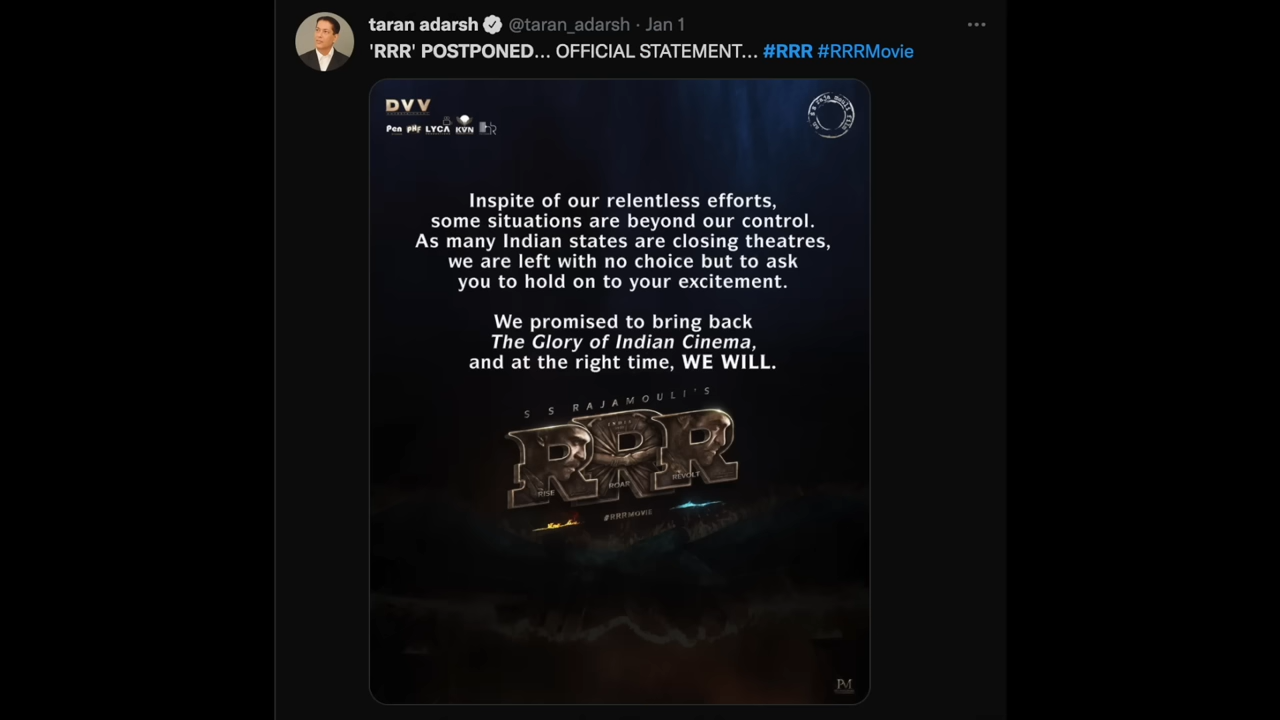 taran adarsh @taran_adarsh · Jan 1
'RRR' POSTPONED... OFFICIAL STATEMENT... #RRR #RRRMovie
DVV
Pen LYCA KVN
Inspite of our relentless efforts,
some situations are beyond our control.
As many Indian states are closing theatres,
we are left with no choice but to ask
you to hold on to your excitement.
We promised to bring back
The Glory of Indian Cinema,
and at the right time, WE WILL.
S S RAJAMOULI'S
RRR
RISE ROAR REVOLT
#RRRMOVIE